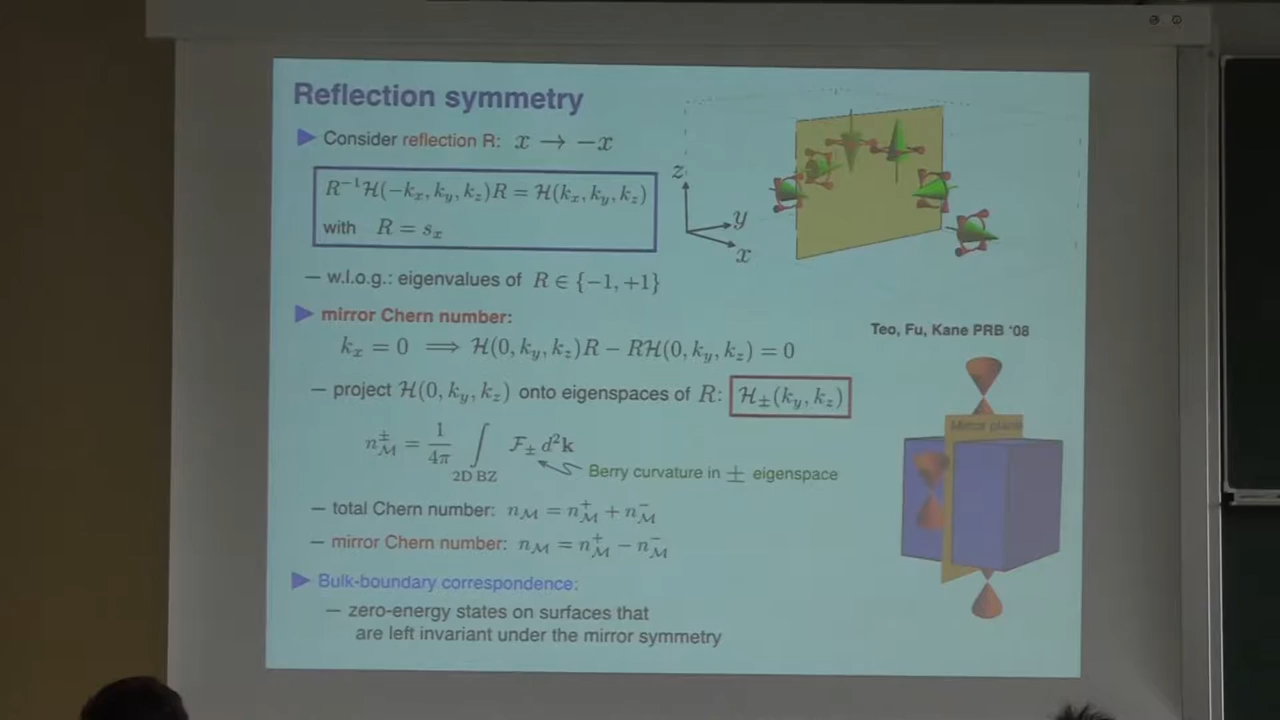 Reflection symmetry
Consider reflection R: x → −x
R⁻¹ℋ(−kₓ, k_y, k_z)R = ℋ(kₓ, k_y, k_z)
with R = sₓ
z
y
x
– w.l.o.g.: eigenvalues of R ∈ {−1, +1}
mirror Chern number:
Teo, Fu, Kane PRB '08
kₓ = 0 ⟹ ℋ(0, k_y, k_z)R − Rℋ(0, k_y, k_z) = 0
– project ℋ(0, k_y, k_z) onto eigenspaces of R: ℋ±(k_y, k_z)
Mirror plane
n^±_ℳ = 1/4π ∫_{2D BZ} ℱ± d²k
Berry curvature in ± eigenspace
– total Chern number: n_ℳ = n⁺_ℳ + n⁻_ℳ
– mirror Chern number: n_ℳ = n⁺_ℳ − n⁻_ℳ
Bulk-boundary correspondence:
– zero-energy states on surfaces that
are left invariant under the mirror symmetry